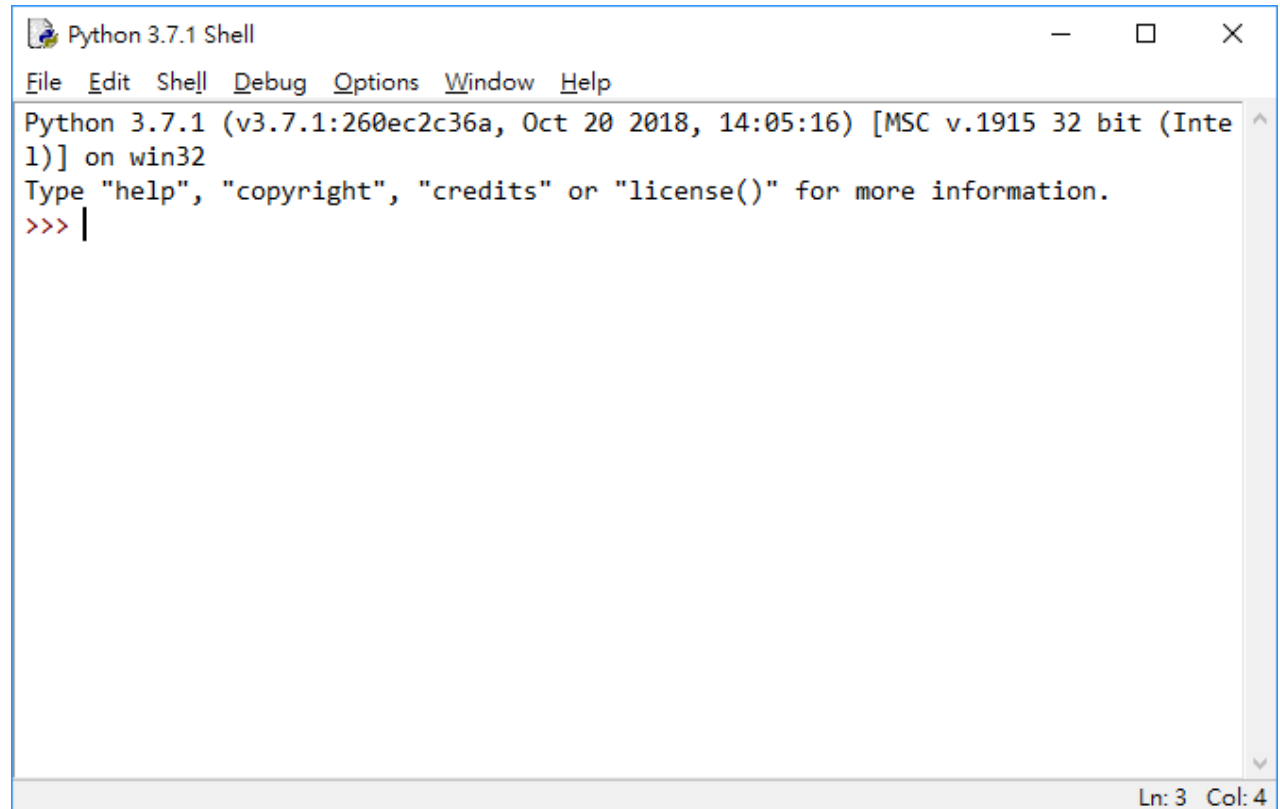 Python 3.7.1 Shell
File Edit Shell Debug Options Window Help
Python 3.7.1 (v3.7.1:260ec2c36a, Oct 20 2018, 14:05:16) [MSC v.1915 32 bit (Inte
l)] on win32
Type "help", "copyright", "credits" or "license()" for more information.
>>>
Ln: 3 Col: 4